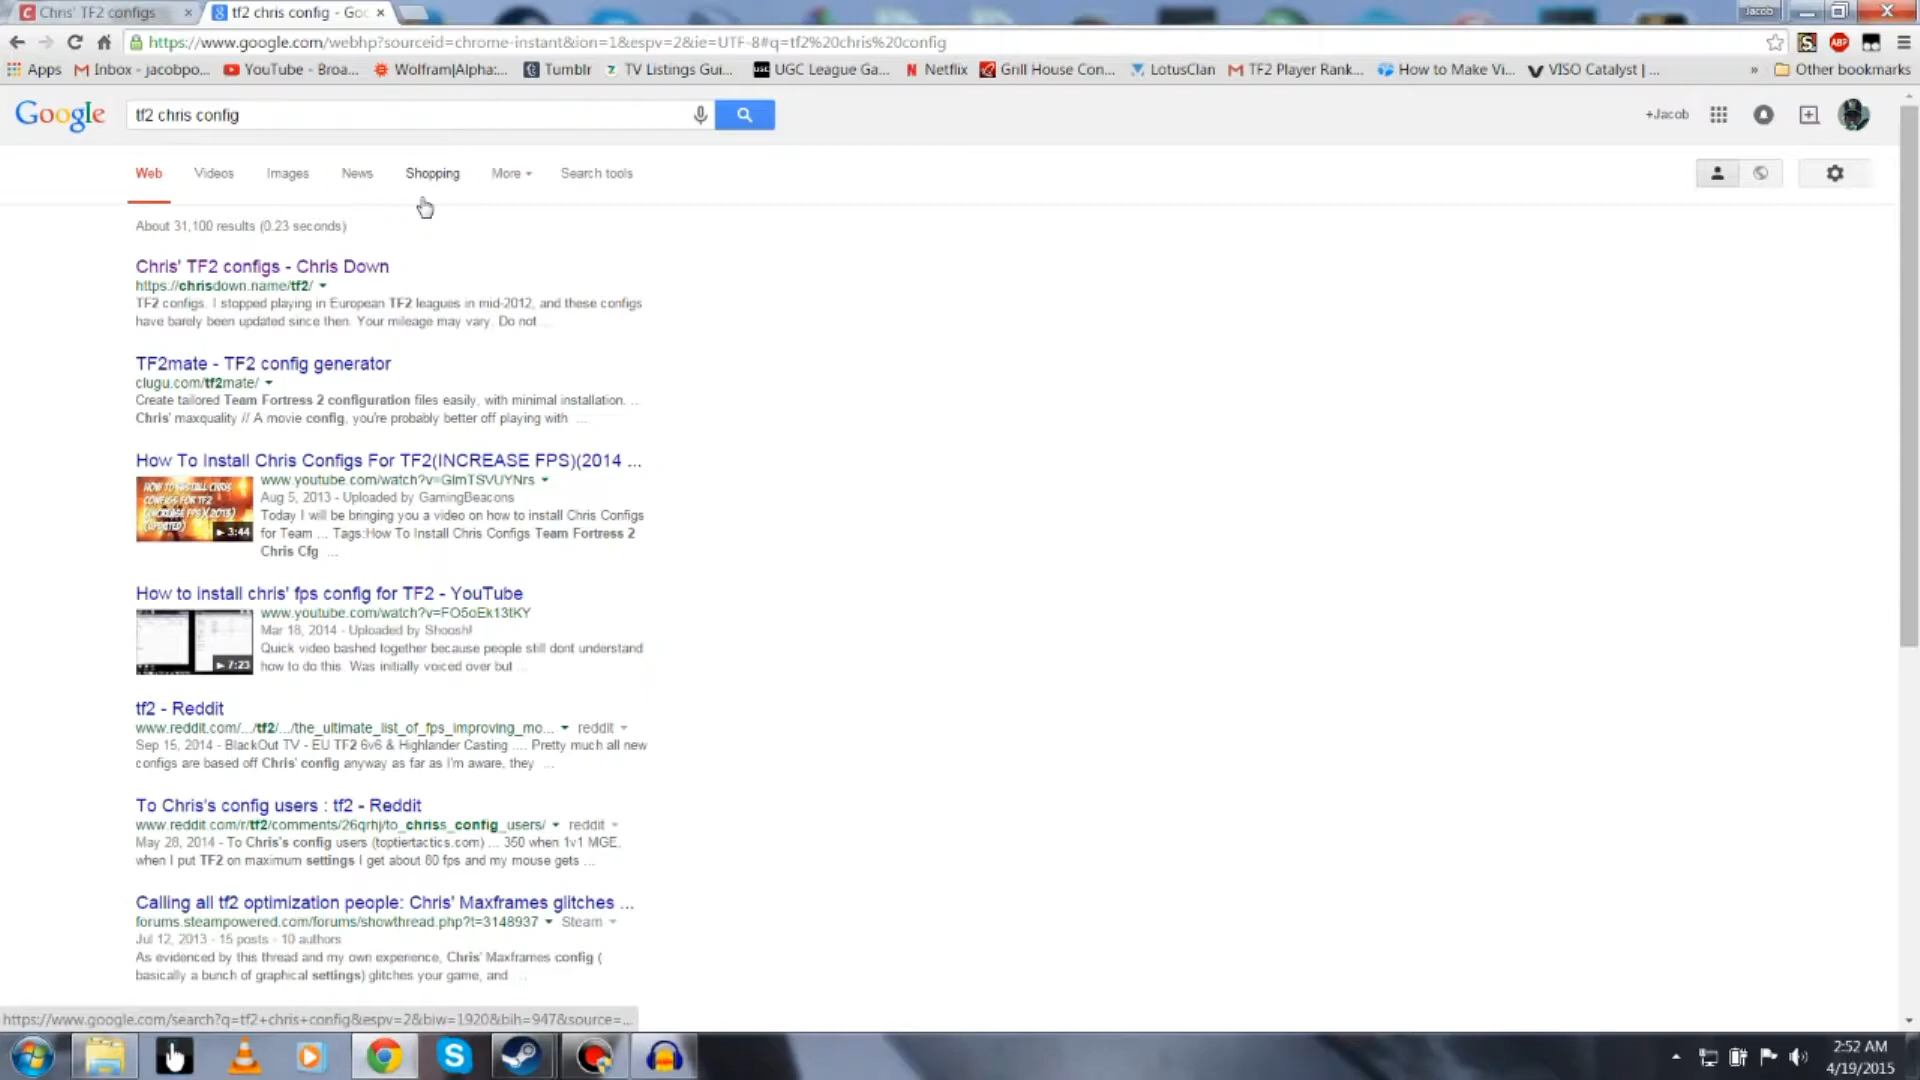 Chris' TF2 configs
tf2 chris config - Goo
Jacob
https://www.google.com/webhp?sourceid=chrome-instant&ion=1&espv=2&ie=UTF-8#q=tf2%20chris%20config
Apps
Inbox - jacobpo...
YouTube - Broa...
Wolfram|Alpha:...
Tumblr
TV Listings Gui...
UGC League Ga...
Netflix
Grill House Con...
LotusClan
TF2 Player Rank...
How to Make Vi...
VISO Catalyst | ...
» Other bookmarks
Google
tf2 chris config
+Jacob
Web Videos Images News Shopping More Search tools
About 31,100 results (0.23 seconds)
Chris' TF2 configs - Chris Down
https://chrisdown.name/tf2/
TF2 configs. I stopped playing in European TF2 leagues in mid-2012, and these configs
have barely been updated since then. Your mileage may vary. Do not ...
TF2mate - TF2 config generator
clugu.com/tf2mate/
Create tailored Team Fortress 2 configuration files easily, with minimal installation. ...
Chris' maxquality // A movie config, you're probably better off playing with ...
How To Install Chris Configs For TF2(INCREASE FPS)(2014 ...
www.youtube.com/watch?v=GlmTSVUYNrs
Aug 5, 2013 - Uploaded by GamingBeacons
Today I will be bringing you a video on how to install Chris Configs
for Team ... Tags:How To Install Chris Configs Team Fortress 2
Chris Cfg ...
HOW TO INSTALL CHRIS
CONFIGS FOR TF2
(INCREASE FPS)(2013)
(UPDATED)
3:44
How to install chris' fps config for TF2 - YouTube
www.youtube.com/watch?v=FO5oEk13tKY
Mar 18, 2014 - Uploaded by Shoosh!
Quick video bashed together because people still dont understand
how to do this. Was initially voiced over but ...
7:23
tf2 - Reddit
www.reddit.com/.../tf2/.../the_ultimate_list_of_fps_improving_mo... reddit
Sep 15, 2014 - BlackOut TV - EU TF2 6v6 & Highlander Casting .... Pretty much all new
configs are based off Chris' config anyway as far as I'm aware, they ...
To Chris's config users : tf2 - Reddit
www.reddit.com/r/tf2/comments/26qrhj/to_chriss_config_users/ reddit
May 28, 2014 - To Chris's config users (toptiertactics.com) ... 350 when 1v1 MGE,
when I put TF2 on maximum settings I get about 80 fps and my mouse gets ...
Calling all tf2 optimization people: Chris' Maxframes glitches ...
forums.steampowered.com/forums/showthread.php?t=3148937 Steam
Jul 12, 2013 - 15 posts - 10 authors
As evidenced by this thread and my own experience, Chris' Maxframes config (
basically a bunch of graphical settings) glitches your game, and ...
https://www.google.com/search?q=tf2+chris+config&espv=2&biw=1920&bih=947&source=...
2:52 AM
4/19/2015